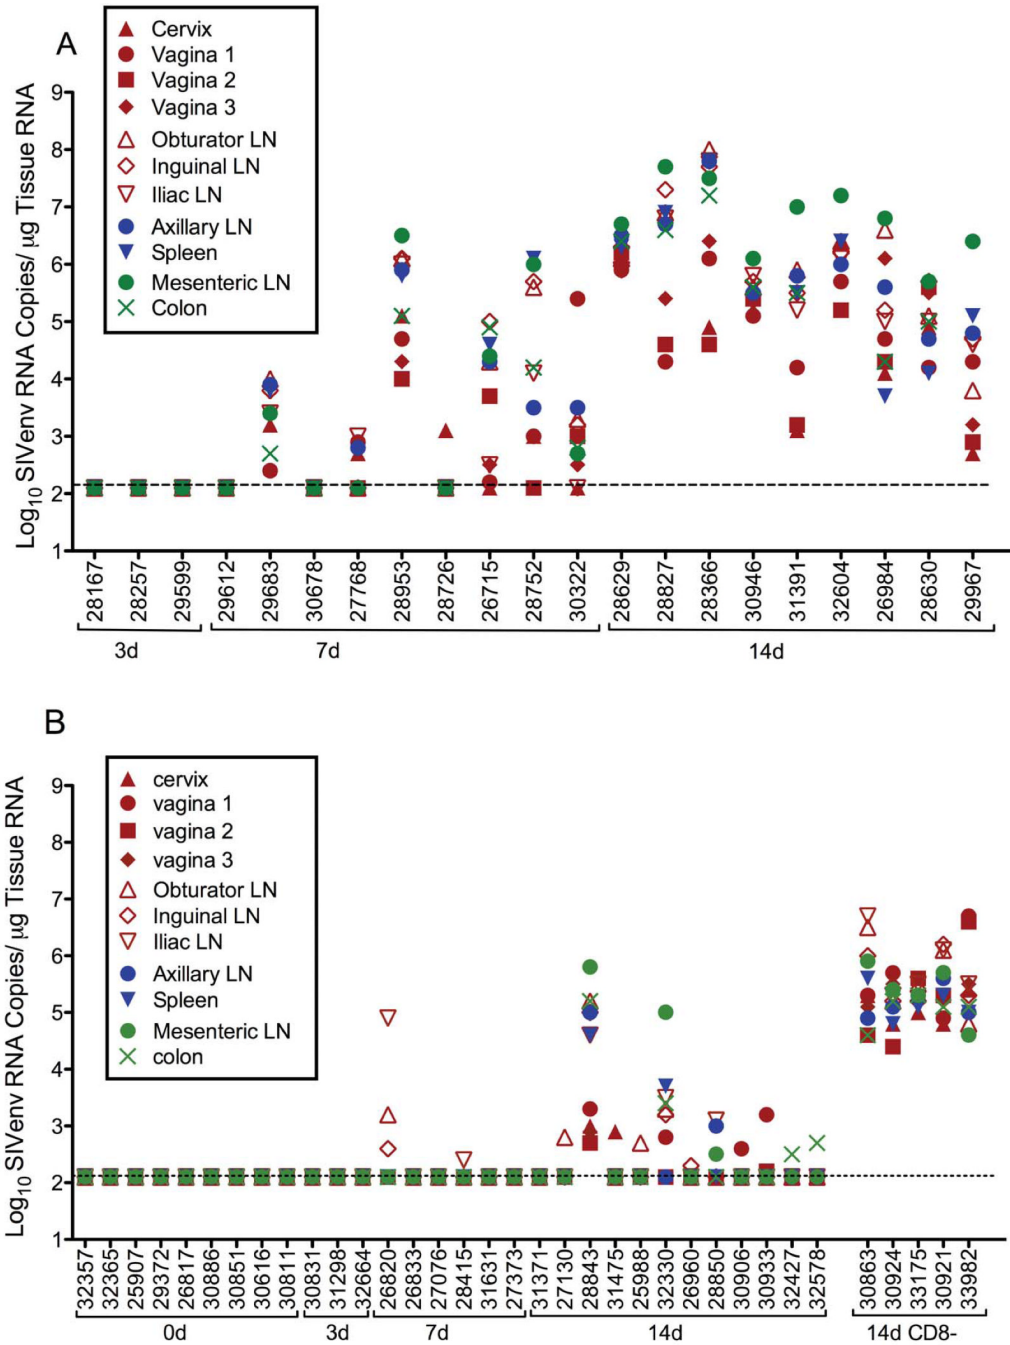 A
Cervix
Vagina 1
Vagina 2
Vagina 3
Obturator LN
Inguinal LN
Iliac LN
Axillary LN
Spleen
Mesenteric LN
Colon
Log10 SIVenv RNA Copies/ µg Tissue RNA
9
8
7
6
5
4
3
2
1
28167
28257
29599
29612
29683
30678
27768
28953
28726
26715
28752
30322
28629
28827
28366
30946
31391
32604
26984
28630
29967
3d
7d
14d
B
cervix
vagina 1
vagina 2
vagina 3
Obturator LN
Inguinal LN
Iliac LN
Axillary LN
Spleen
Mesenteric LN
colon
Log10 SIVenv RNA Copies/ µg Tissue RNA
9
8
7
6
5
4
3
2
1
32357
32365
25907
29372
26817
30886
30851
30616
30811
30831
31298
32664
26820
26833
27076
28415
31631
27373
31371
27130
28843
31475
25988
32330
26960
28850
30906
30933
32427
32578
30863
30924
33175
30921
33982
0d
3d
7d
14d
14d CD8-